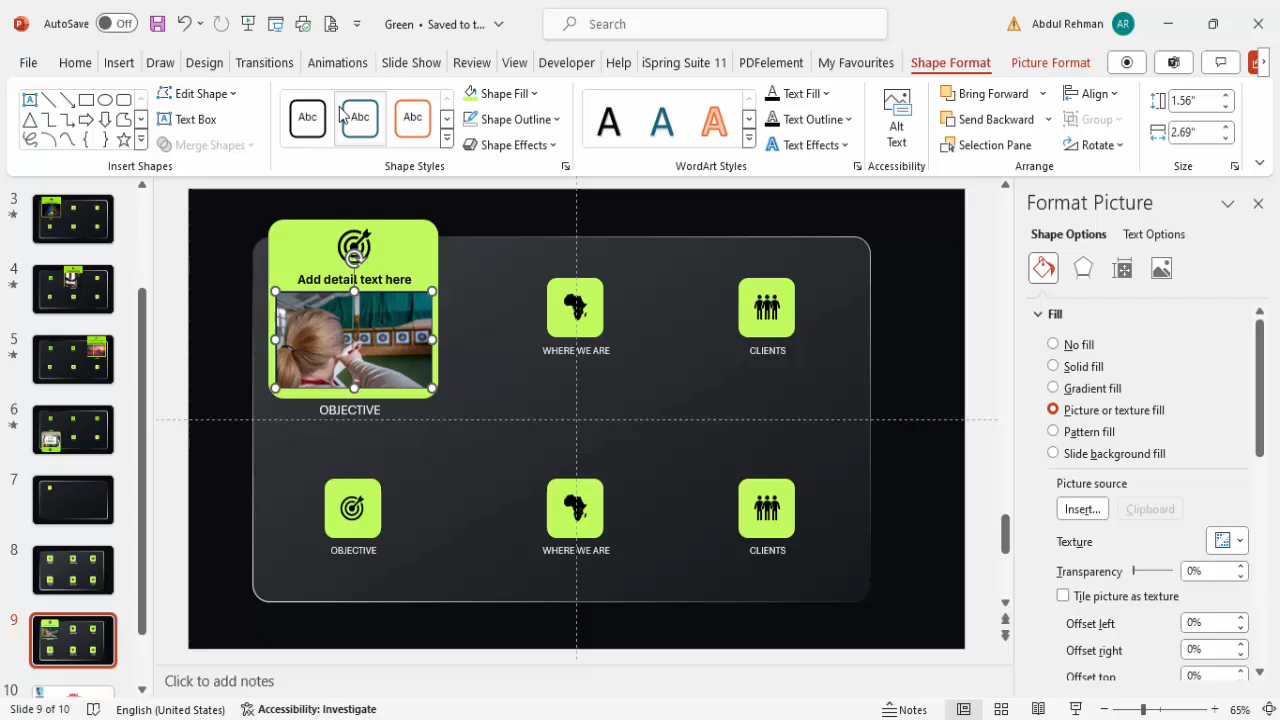 AutoSave Off
Green • Saved to t...
Search
Abdul Rehman AR
File Home Insert Draw Design Transitions Animations Slide Show Review View Developer Help iSpring Suite 11 PDFelement My Favourites Shape Format Picture Format
Edit Shape
Text Box
Merge Shapes
Insert Shapes
Abc Abc Abc
Shape Fill
Shape Outline
Shape Effects
Shape Styles
A A A
Text Fill
Text Outline
Text Effects
WordArt Styles
Alt
Text
Accessibility
Bring Forward
Send Backward
Selection Pane
Align
Group
Rotate
Arrange
1.56"
2.69"
Size
3
4
5
6
7
8
9
10
Add detail text here
OBJECTIVE
WHERE WE ARE
CLIENTS
OBJECTIVE
WHERE WE ARE
CLIENTS
Click to add notes
Format Picture
Shape Options Text Options
Fill
No fill
Solid fill
Gradient fill
Picture or texture fill
Pattern fill
Slide background fill
Picture source
Insert... Clipboard
Texture
Transparency 0%
Tile picture as texture
Offset left 0%
Offset right 0%
Offset top 0%
Slide 9 of 10 English (United States) Accessibility: Investigate Notes 65%